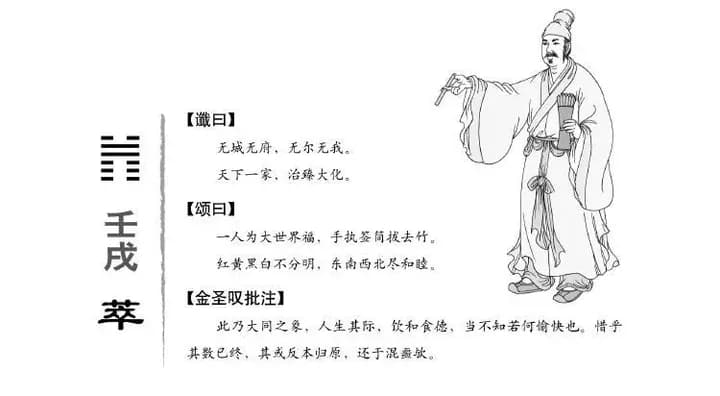 【谶曰】
无城无府，无尔无我。
天下一家，治臻大化。
【颂曰】
一人为大世界福，手执签筒拔去竹。
红黄黑白不分明，东南西北尽和睦。
【金圣叹批注】
此乃大同之象，人生其际，饮和食德，当不知若何愉快也。惜乎
其数已终，其或反本归原，还于混噩欤。
壬戌
萃